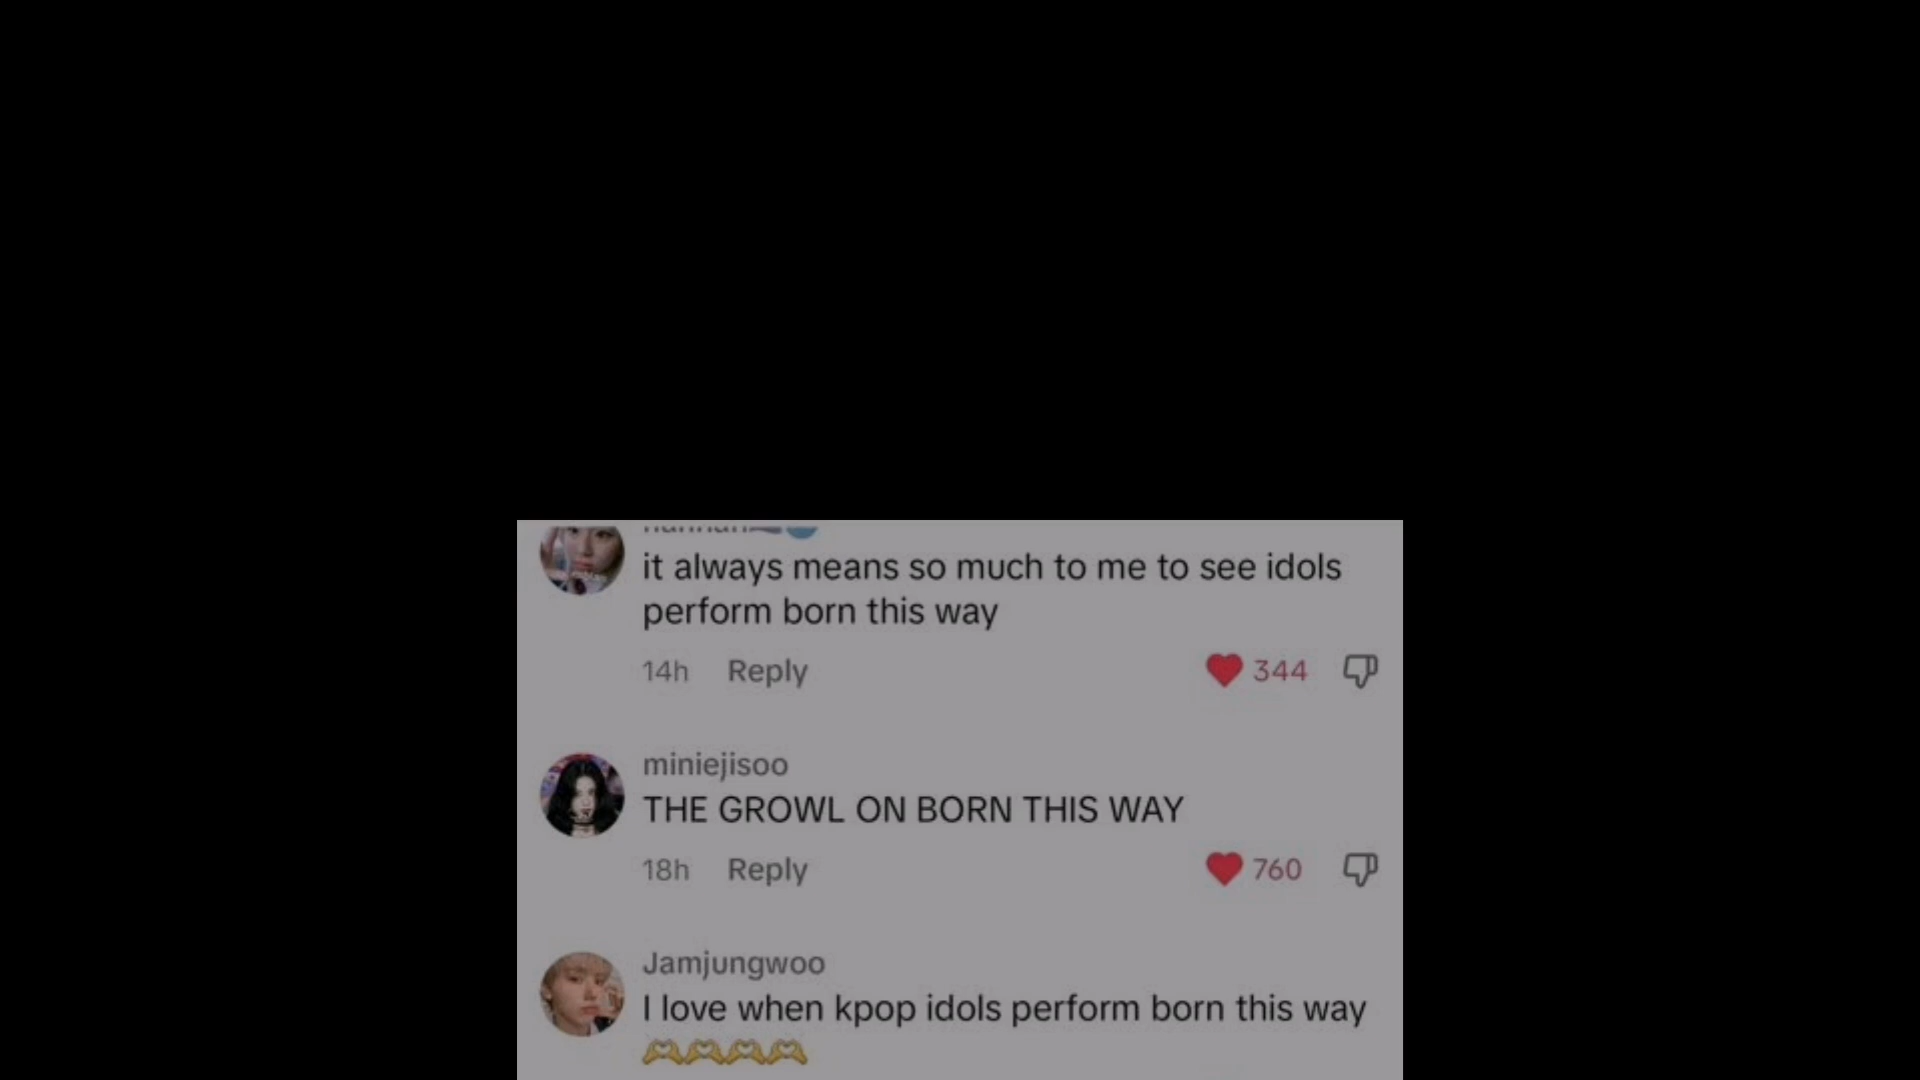 it always means so much to me to see idols
perform born this way
14h Reply 344
miniejisoo
THE GROWL ON BORN THIS WAY
18h Reply 760
Jamjungwoo
I love when kpop idols perform born this way
🫶🫶🫶🫶